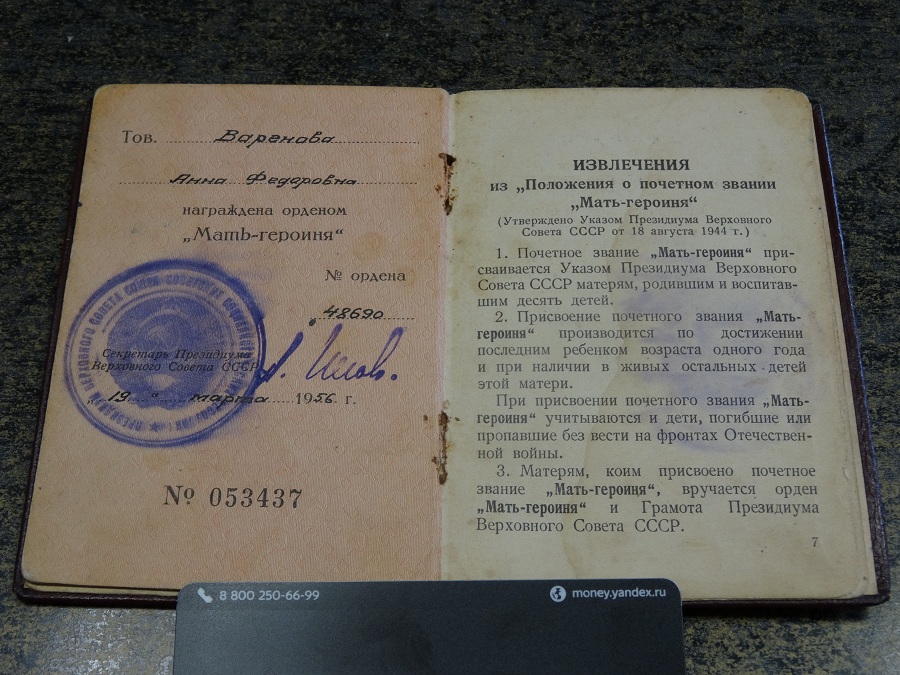 Тов. Варенова
Анна Федоровна
награждена орденом
„Мать-героиня“
№ ордена
48690
Секретарь Президиума
Верховного Совета СССР
„19 “ марта 1956 г.
№ 053437
ИЗВЛЕЧЕНИЯ
из „Положения о почетном звании
„Мать-героиня“
(Утверждено Указом Президиума Верховного
Совета СССР от 18 августа 1944 г.)
1. Почетное звание „Мать-героиня“ при-
сваивается Указом Президиума Верховного
Совета СССР матерям, родившим и воспитав-
шим десять детей.
2. Присвоение почетного звания „Мать-
героиня“ производится по достижении
последним ребенком возраста одного года
и при наличии в живых остальных детей
этой матери.
При присвоении почетного звания „Мать-
героиня“ учитываются и дети, погибшие или
пропавшие без вести на фронтах Отечествен-
ной войны.
3. Матерям, коим присвоено почетное
звание „Мать-героиня“, вручается орден
„Мать-героиня“ и Грамота Президиума
Верховного Совета СССР.
7
8 800 250-66-99
money.yandex.ru